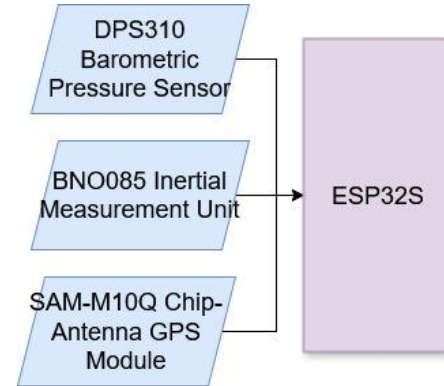 DPS310
Barometric
Pressure Sensor
BNO085 Inertial
Measurement Unit
ESP32S
SAM-M10Q Chip-
Antenna GPS
Module